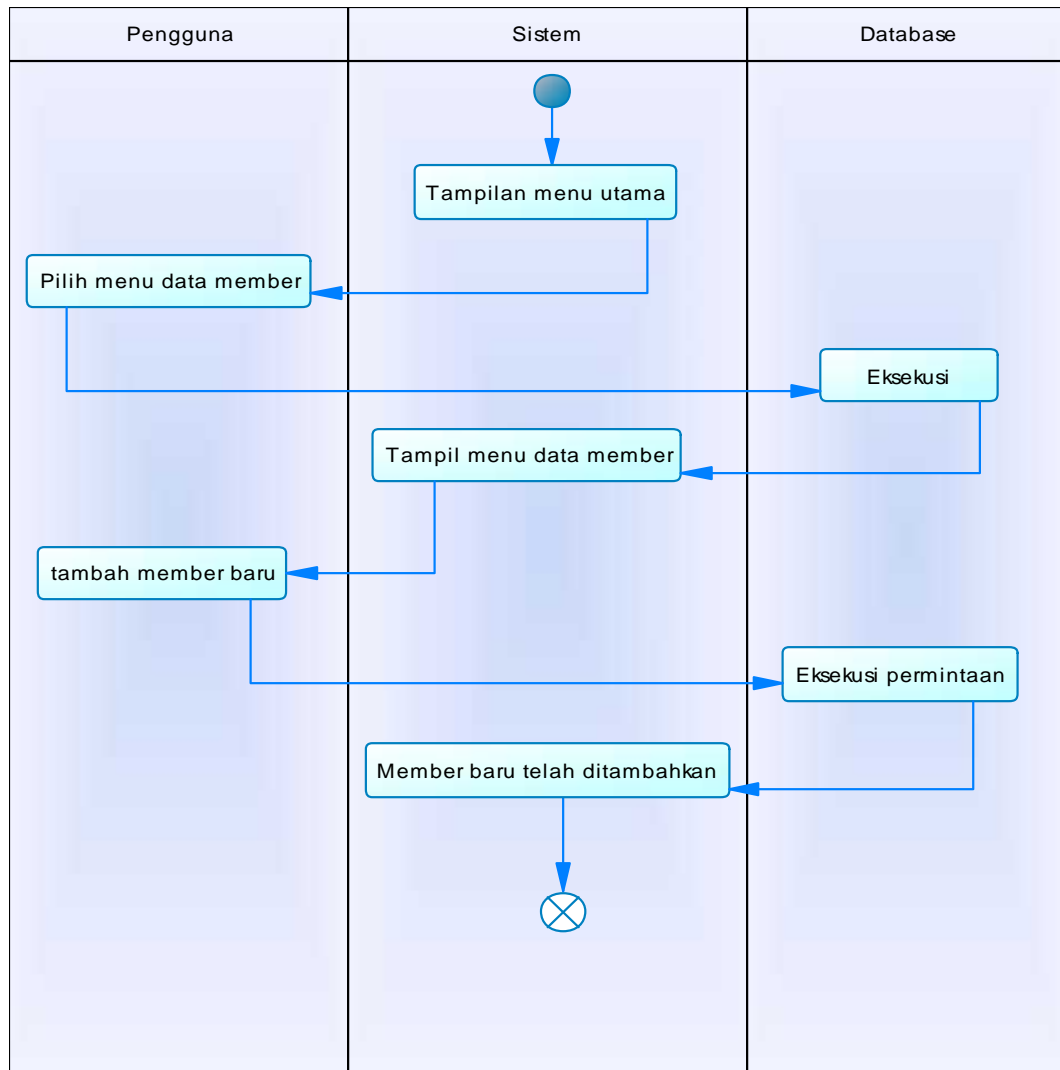 Pengguna
Sistem
Database
Tampilan menu utama
Pilih menu data member
Eksekusi
Tampil menu data member
tambah member baru
Eksekusi permintaan
Member baru telah ditambahkan